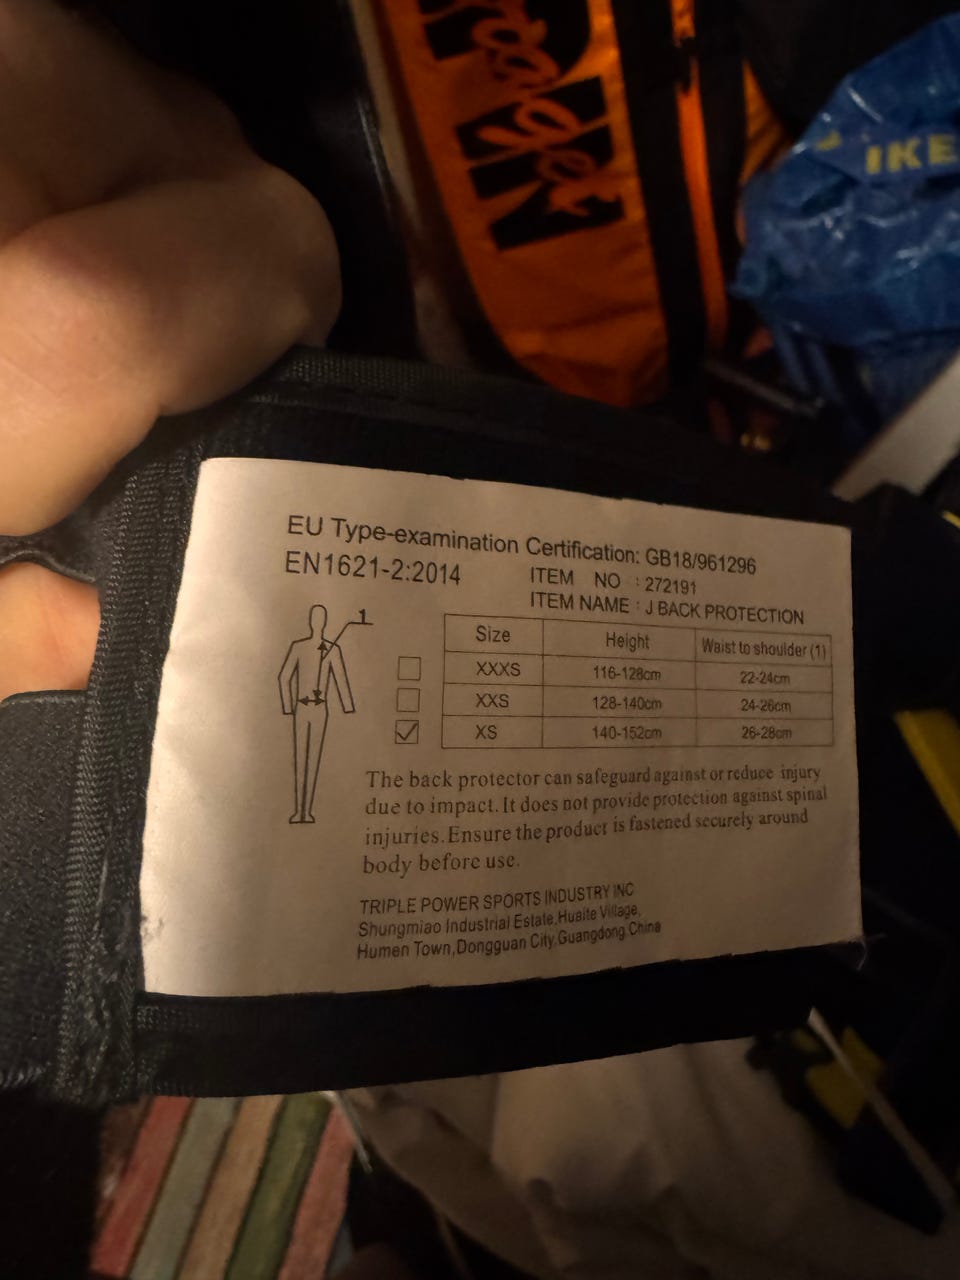 IKE
EU Type-examination Certification: GB18/961296
EN1621-2:2014
ITEM NO : 272191
ITEM NAME : J BACK PROTECTION
1
Size Height Waist to shoulder (1)
XXXS 116-128cm 22-24cm
XXS 128-140cm 24-26cm
XS 140-152cm 26-28cm
The back protector can safeguard against or reduce injury
due to impact. It does not provide protection against spinal
injuries. Ensure the product is fastened securely around
body before use.
TRIPLE POWER SPORTS INDUSTRY INC
Shungmiao Industrial Estate,Huaite Village,
Humen Town,Dongguan City,Guangdong,China